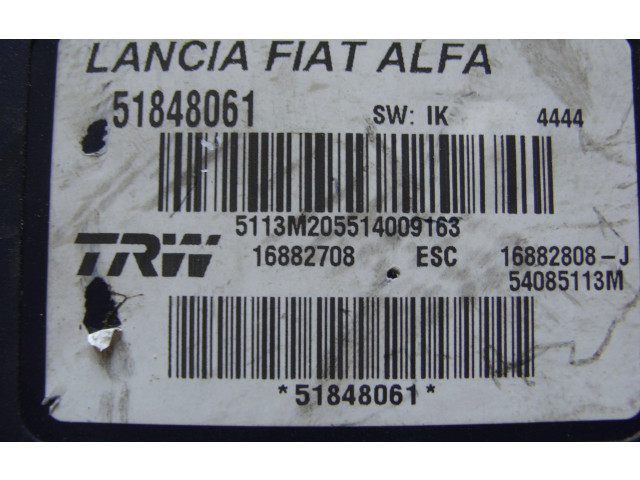 LANCIA FIAT ALFA
51848061 SW: IK 4444
5113M205514009163
TRW 16882708 ESC 16882808-J
54085113M
*51848061*